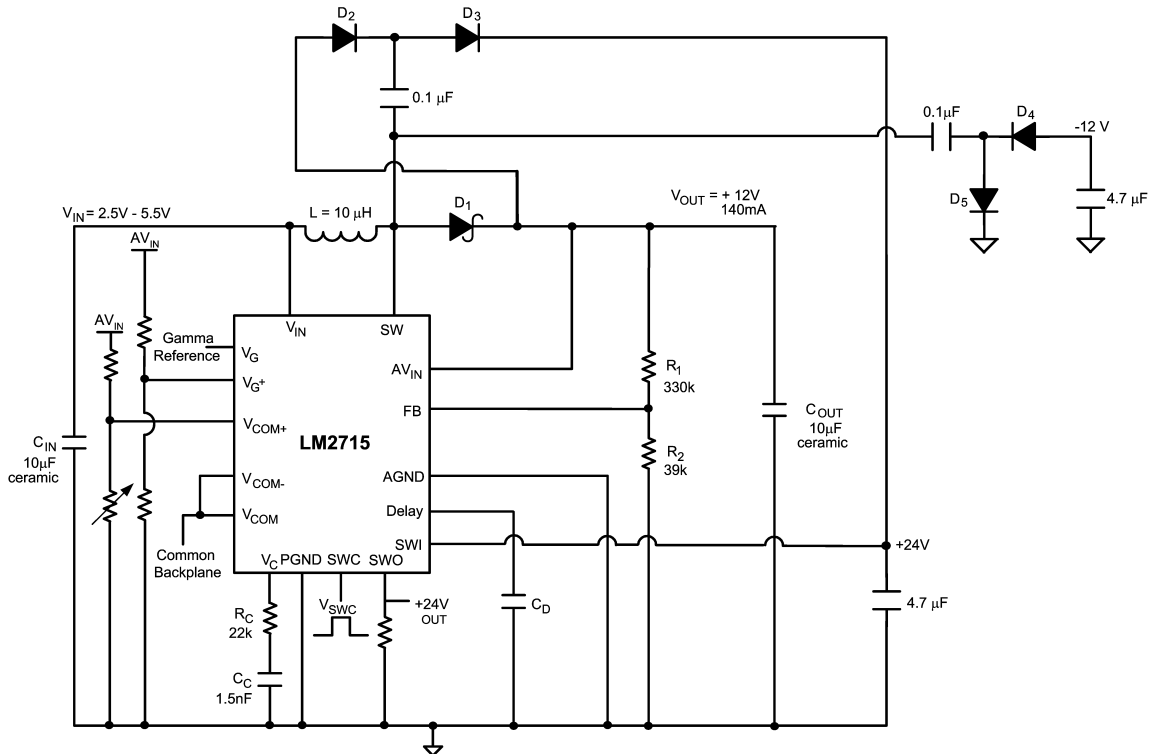 D2
D3
0.1 μF
0.1μF
D4
-12 V
D5
4.7 μF
VIN = 2.5V - 5.5V
L = 10 μH
D1
VOUT = + 12V
140mA
AVIN
AVIN
VIN
SW
Gamma
Reference
VG
AVIN
R1
330k
VG+
FB
COUT
10μF
ceramic
VCOM+
CIN
10μF
ceramic
LM2715
R2
39k
VCOM-
AGND
VCOM
Delay
SWI
+24V
Common
Backplane
VC
PGND
SWC
SWO
RC
22k
VSWC
+24V
OUT
CD
4.7 μF
CC
1.5nF